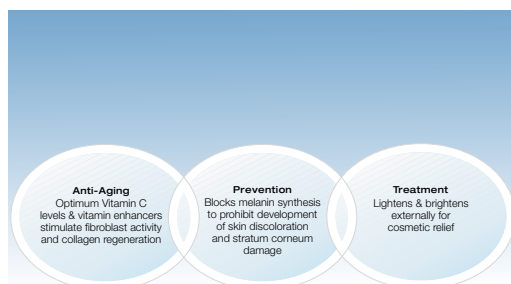 Anti-Aging
Optimum Vitamin C
levels & vitamin enhancers
stimulate fibroblast activity
and collagen regeneration
Prevention
Blocks melanin synthesis
to prohibit development
of skin discoloration
and stratum corneum
damage
Treatment
Lightens & brightens
externally for
cosmetic relief